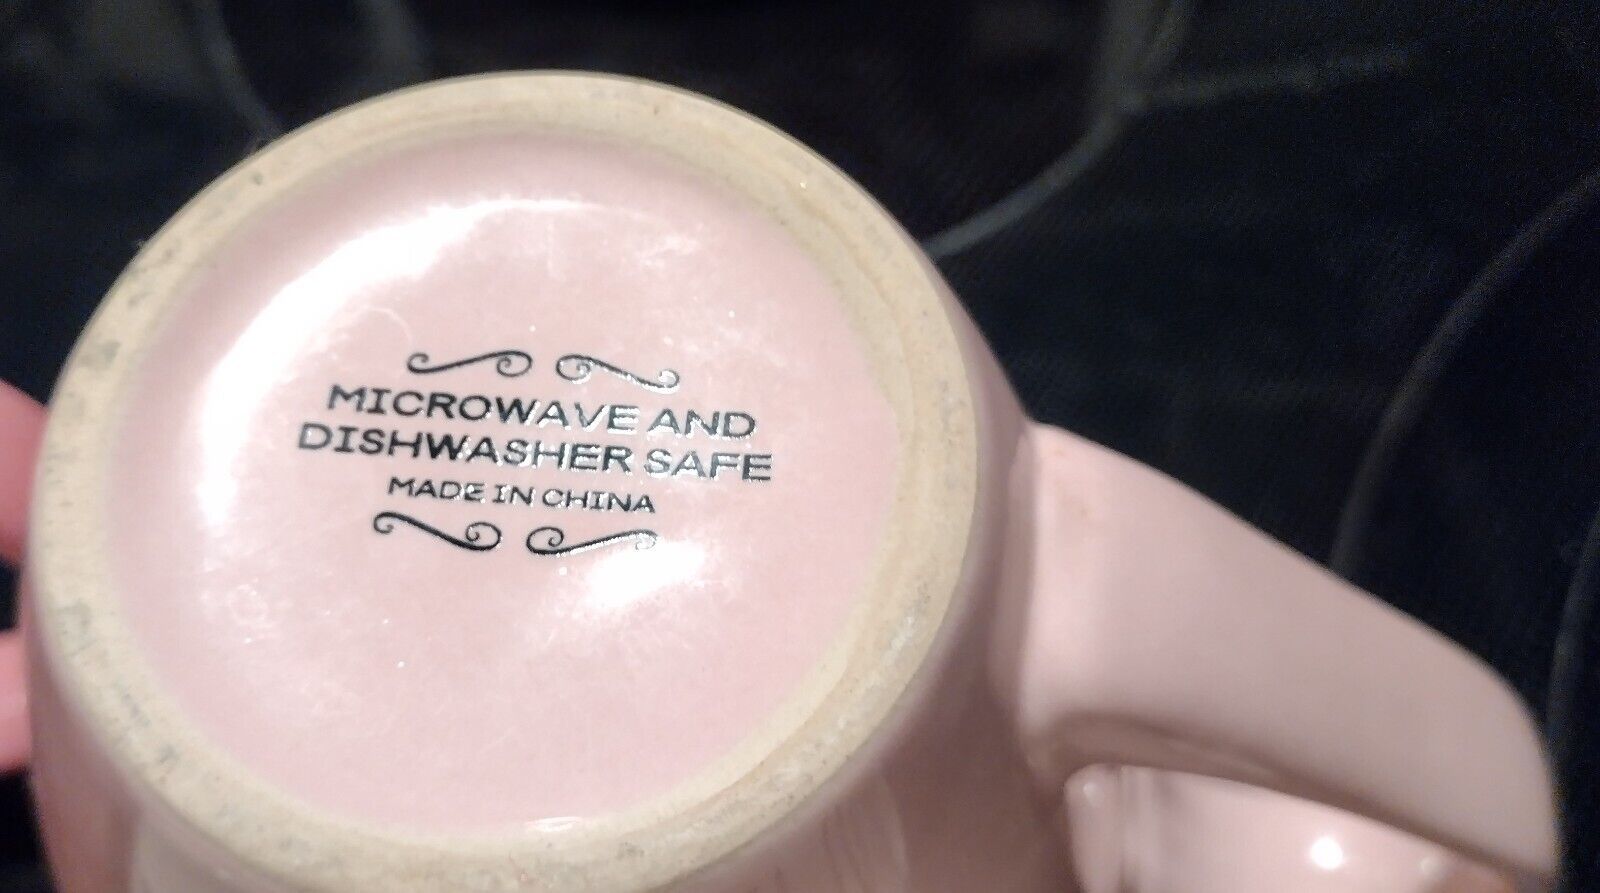 MICROWAVE AND
DISHWASHER SAFE
MADE IN CHINA